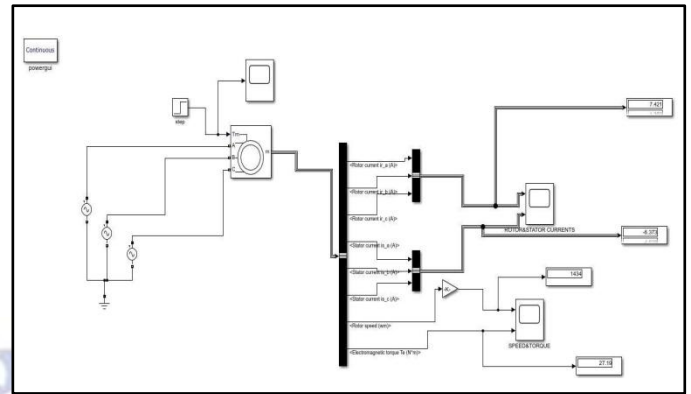 Continuous
powergui
step
Tm
A
B
C
m
<Rotor current ir_a (A)>
<Rotor current ir_b (A)>
<Rotor current ir_c (A)>
<Stator current is_a (A)>
<Stator current is_b (A)>
<Stator current is_c (A)>
<Rotor speed (wm)>
<Electromagnetic torque Te (N*m)>
-K-
7.421
ROTOR&STATOR CURRENTS
-8.373
1434
SPEED&TORQUE
27.19